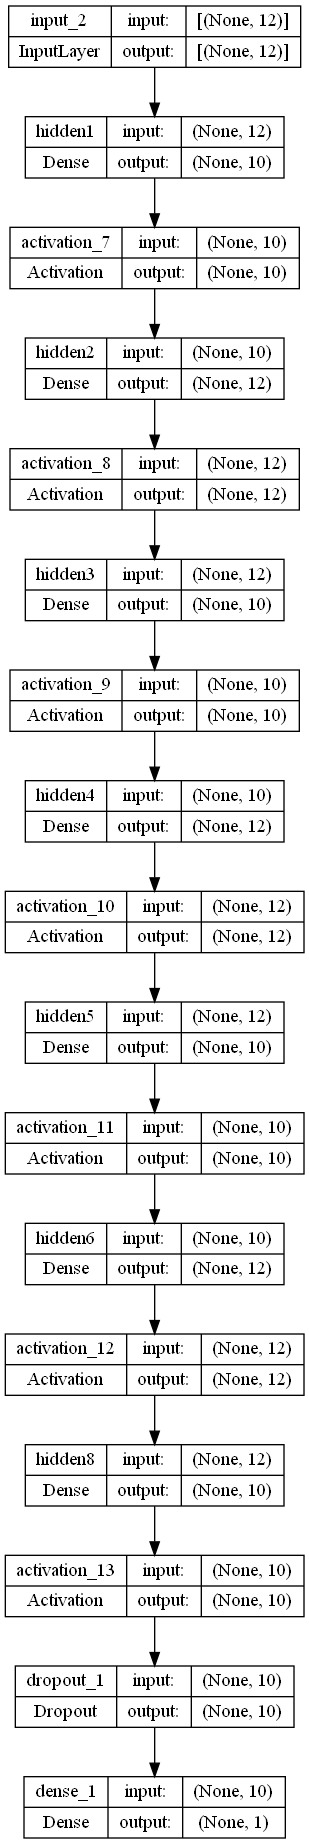 input_2 input: [(None, 12)]
InputLayer output: [(None, 12)]
hidden1 input: (None, 12)
Dense output: (None, 10)
activation_7 input: (None, 10)
Activation output: (None, 10)
hidden2 input: (None, 10)
Dense output: (None, 12)
activation_8 input: (None, 12)
Activation output: (None, 12)
hidden3 input: (None, 12)
Dense output: (None, 10)
activation_9 input: (None, 10)
Activation output: (None, 10)
hidden4 input: (None, 10)
Dense output: (None, 12)
activation_10 input: (None, 12)
Activation output: (None, 12)
hidden5 input: (None, 12)
Dense output: (None, 10)
activation_11 input: (None, 10)
Activation output: (None, 10)
hidden6 input: (None, 10)
Dense output: (None, 12)
activation_12 input: (None, 12)
Activation output: (None, 12)
hidden8 input: (None, 12)
Dense output: (None, 10)
activation_13 input: (None, 10)
Activation output: (None, 10)
dropout_1 input: (None, 10)
Dropout output: (None, 10)
dense_1 input: (None, 10)
Dense output: (None, 1)